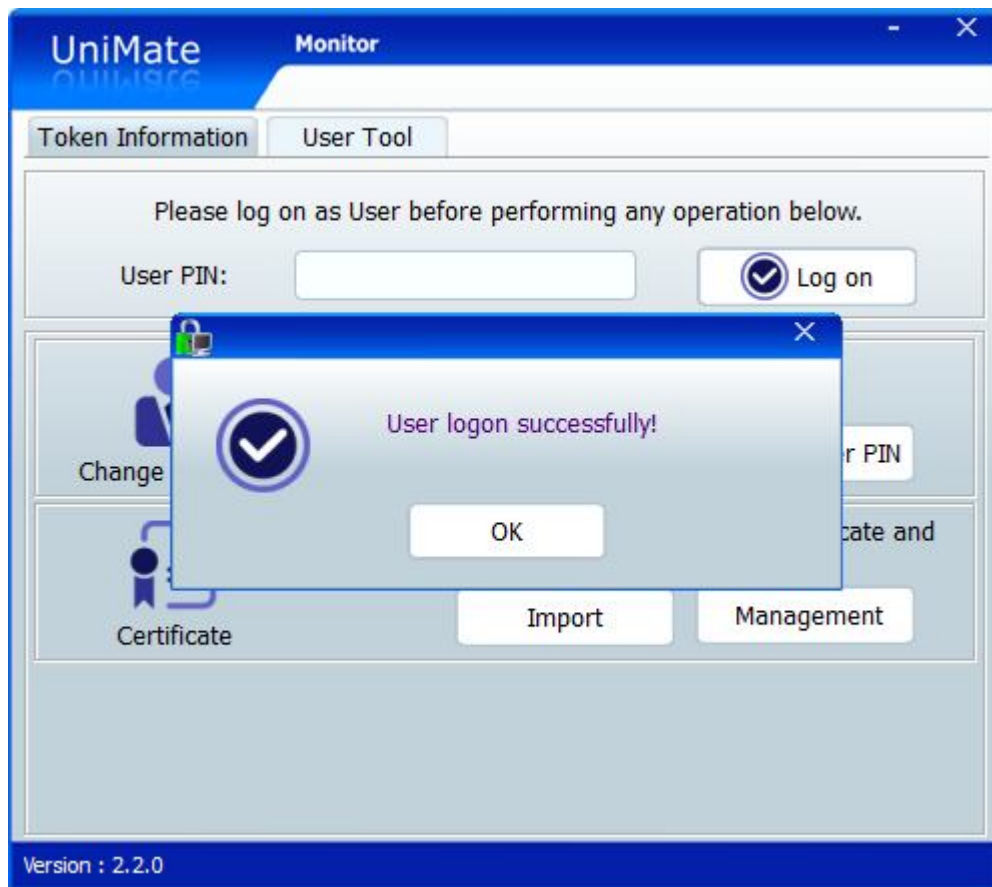 UniMate
Monitor
Token Information
User Tool
Please log on as User before performing any operation below.
User PIN:
Log on
User logon successfully!
OK
Change
PIN
and
Import
Management
Certificate
Version : 2.2.0